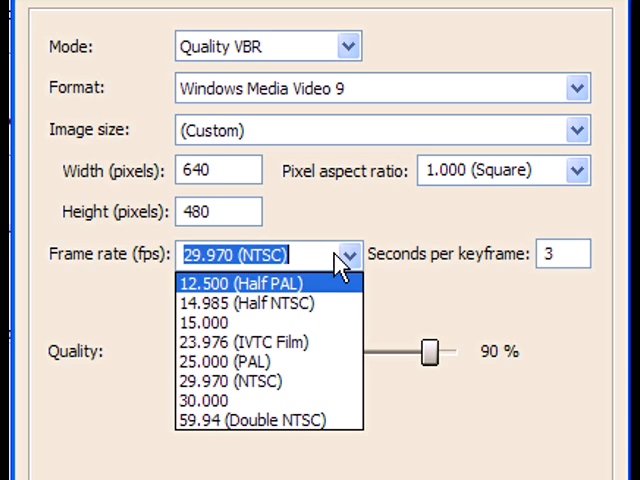 Mode: Quality VBR
Format: Windows Media Video 9
Image size: (Custom)
Width (pixels): 640 Pixel aspect ratio: 1.000 (Square)
Height (pixels): 480
Frame rate (fps): 29.970 (NTSC) Seconds per keyframe: 3
12.500 (Half PAL)
14.985 (Half NTSC)
15.000
23.976 (IVTC Film)
Quality: 90 %
25.000 (PAL)
29.970 (NTSC)
30.000
59.94 (Double NTSC)